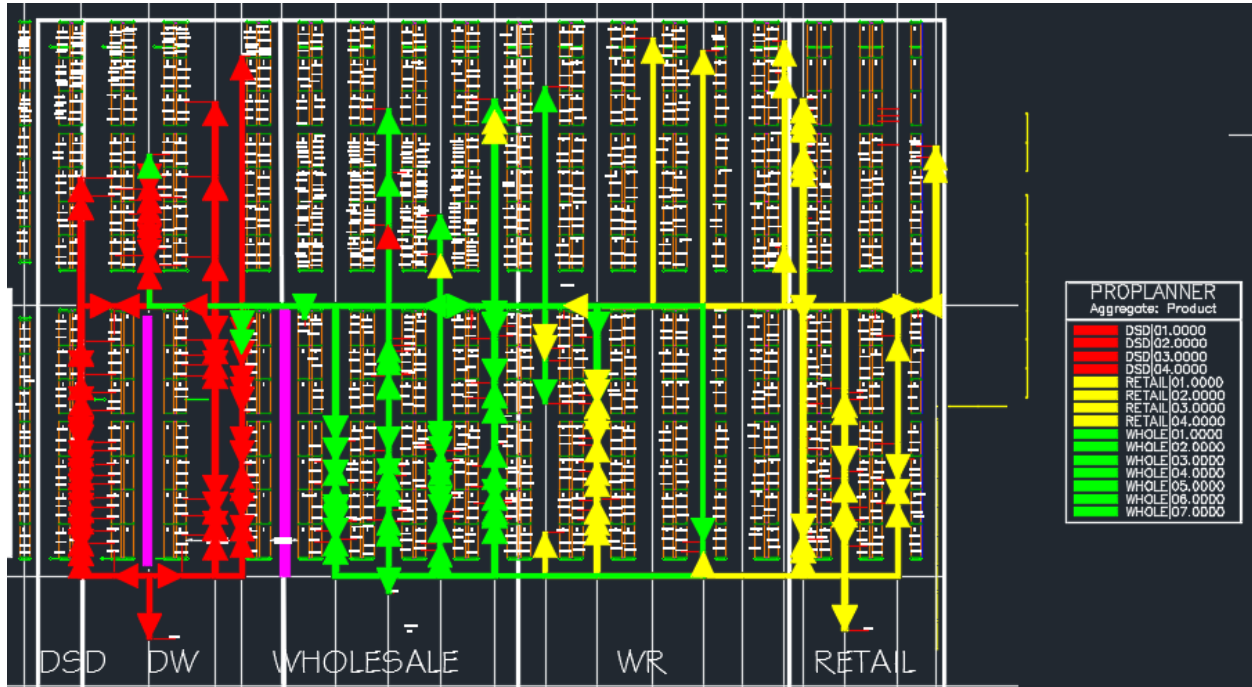 PROPLANNER
Aggregate: Product
DSD|01.0000
DSD|02.0000
DSD|03.0000
DSD|04.0000
RETAIL|01.0000
RETAIL|02.0000
RETAIL|03.0000
RETAIL|04.0000
WHOLE|01.0000
WHOLE|02.0000
WHOLE|03.0000
WHOLE|04.0000
WHOLE|05.0000
WHOLE|06.0000
WHOLE|07.0000
DSD DW WHOLESALE WR RETAIL